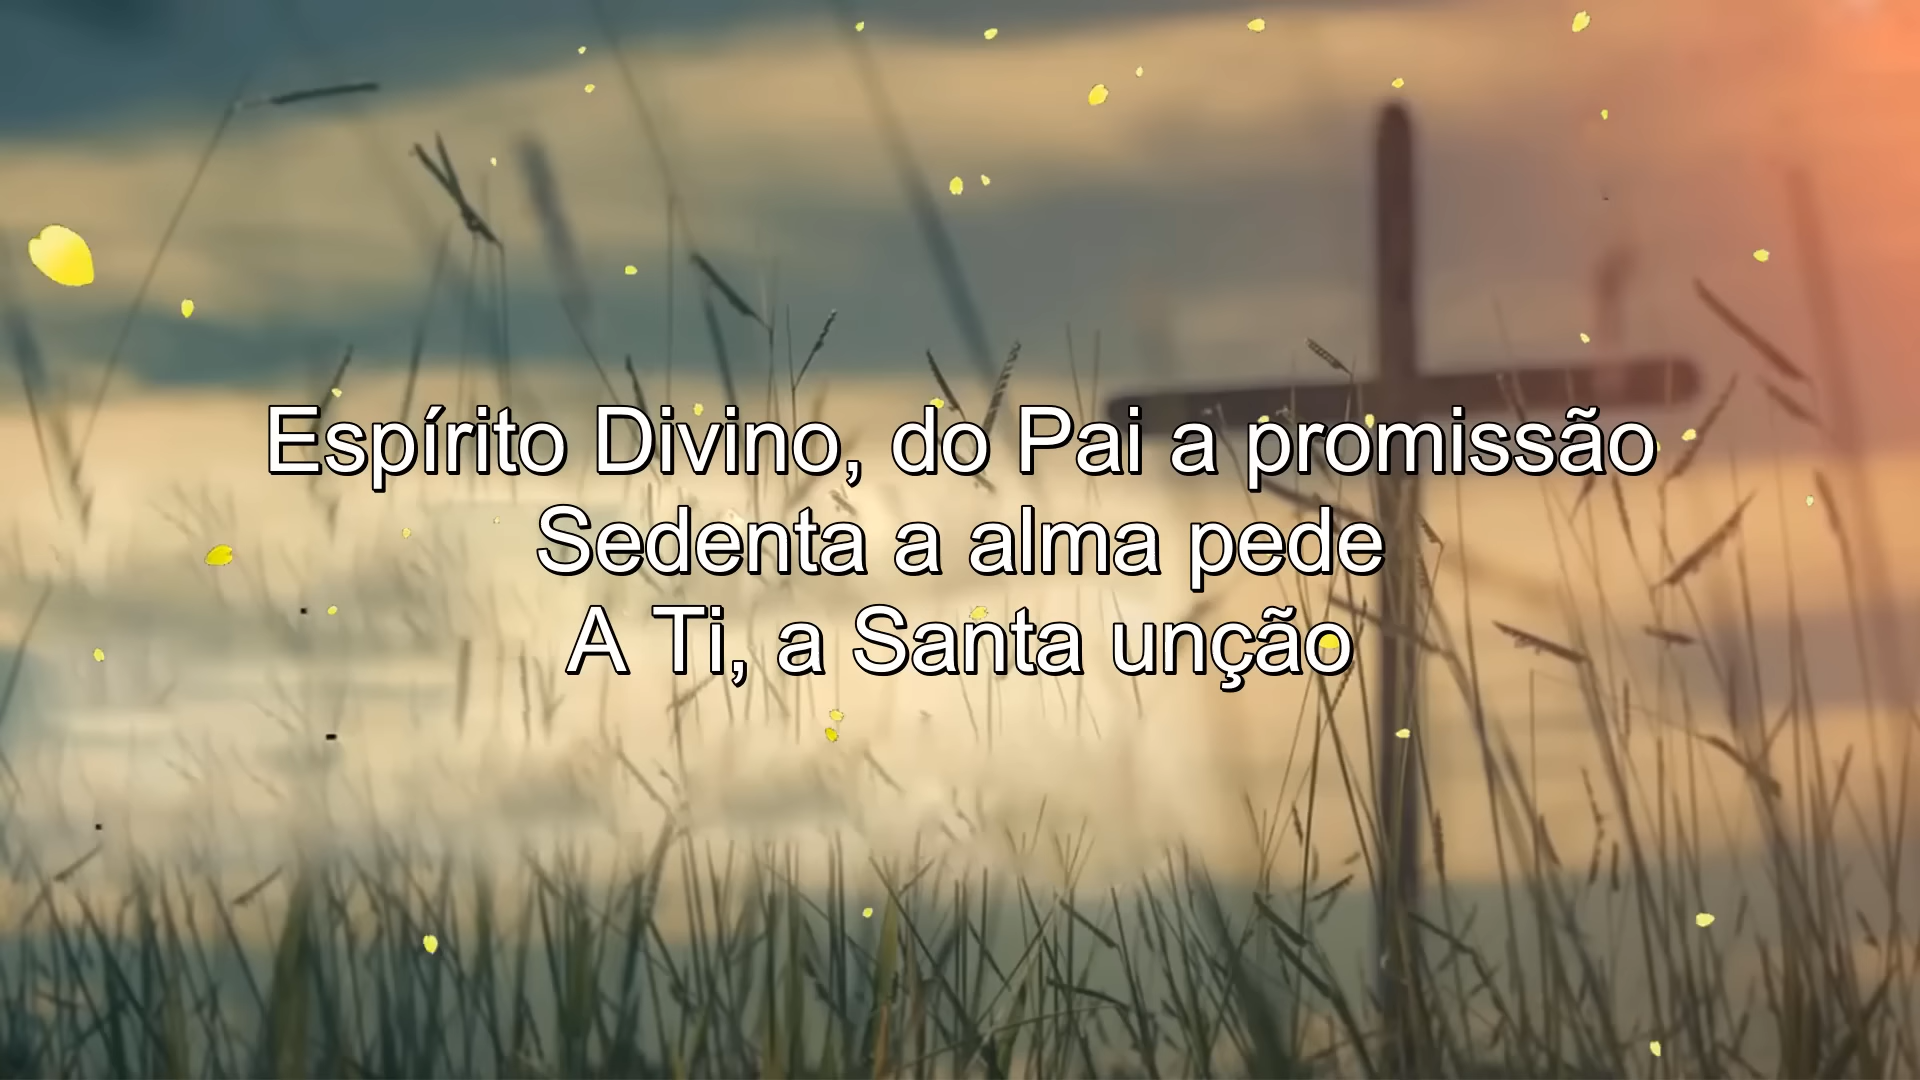 Espírito Divino, do Pai a promissão
Sedenta a alma pede
A Ti, a Santa unção